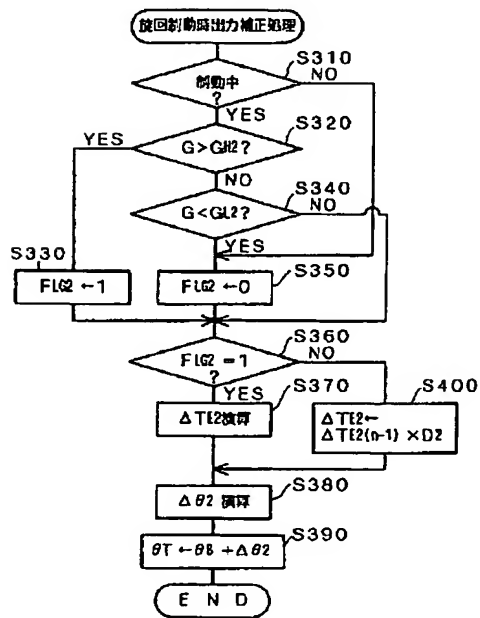 旋回制動時出力補正処理
S310
制動中
?
NO
YES
S320
YES
G>GH2?
NO
S340
NO
G<GL2?
YES
S330
S350
FLG2←1
FLG2←0
S360
FLG2=1
?
NO
YES
S370
S400
ΔTE2演算
ΔTE2←
ΔTE2(n-1)×D2
S380
Δθ2 演算
S390
θT←θB+Δθ2
END